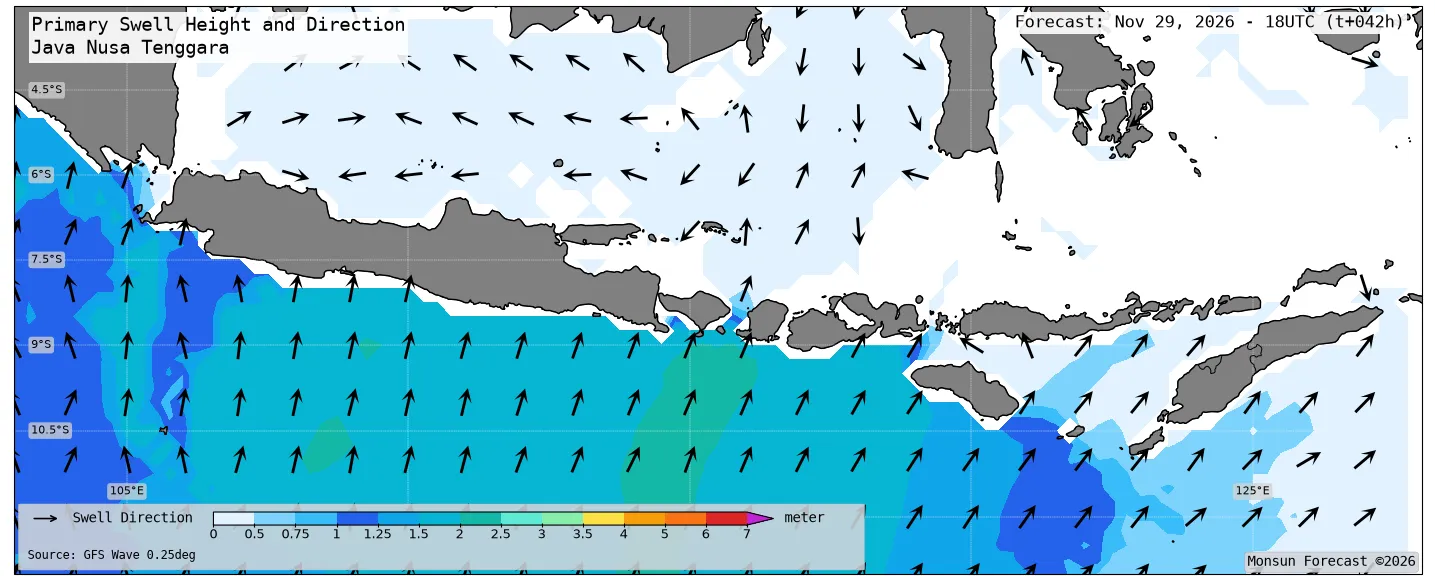 Primary Swell Height and Direction
Java Nusa Tenggara
Forecast: Nov 29, 2026 - 18UTC (t+042h)
4.5°S
6°S
7.5°S
9°S
10.5°S
105°E
125°E
Swell Direction
0 0.5 0.75 1 1.25 1.5 2 2.5 3 3.5 4 5 6 7
meter
Source: GFS Wave 0.25deg
Monsun Forecast ©2026